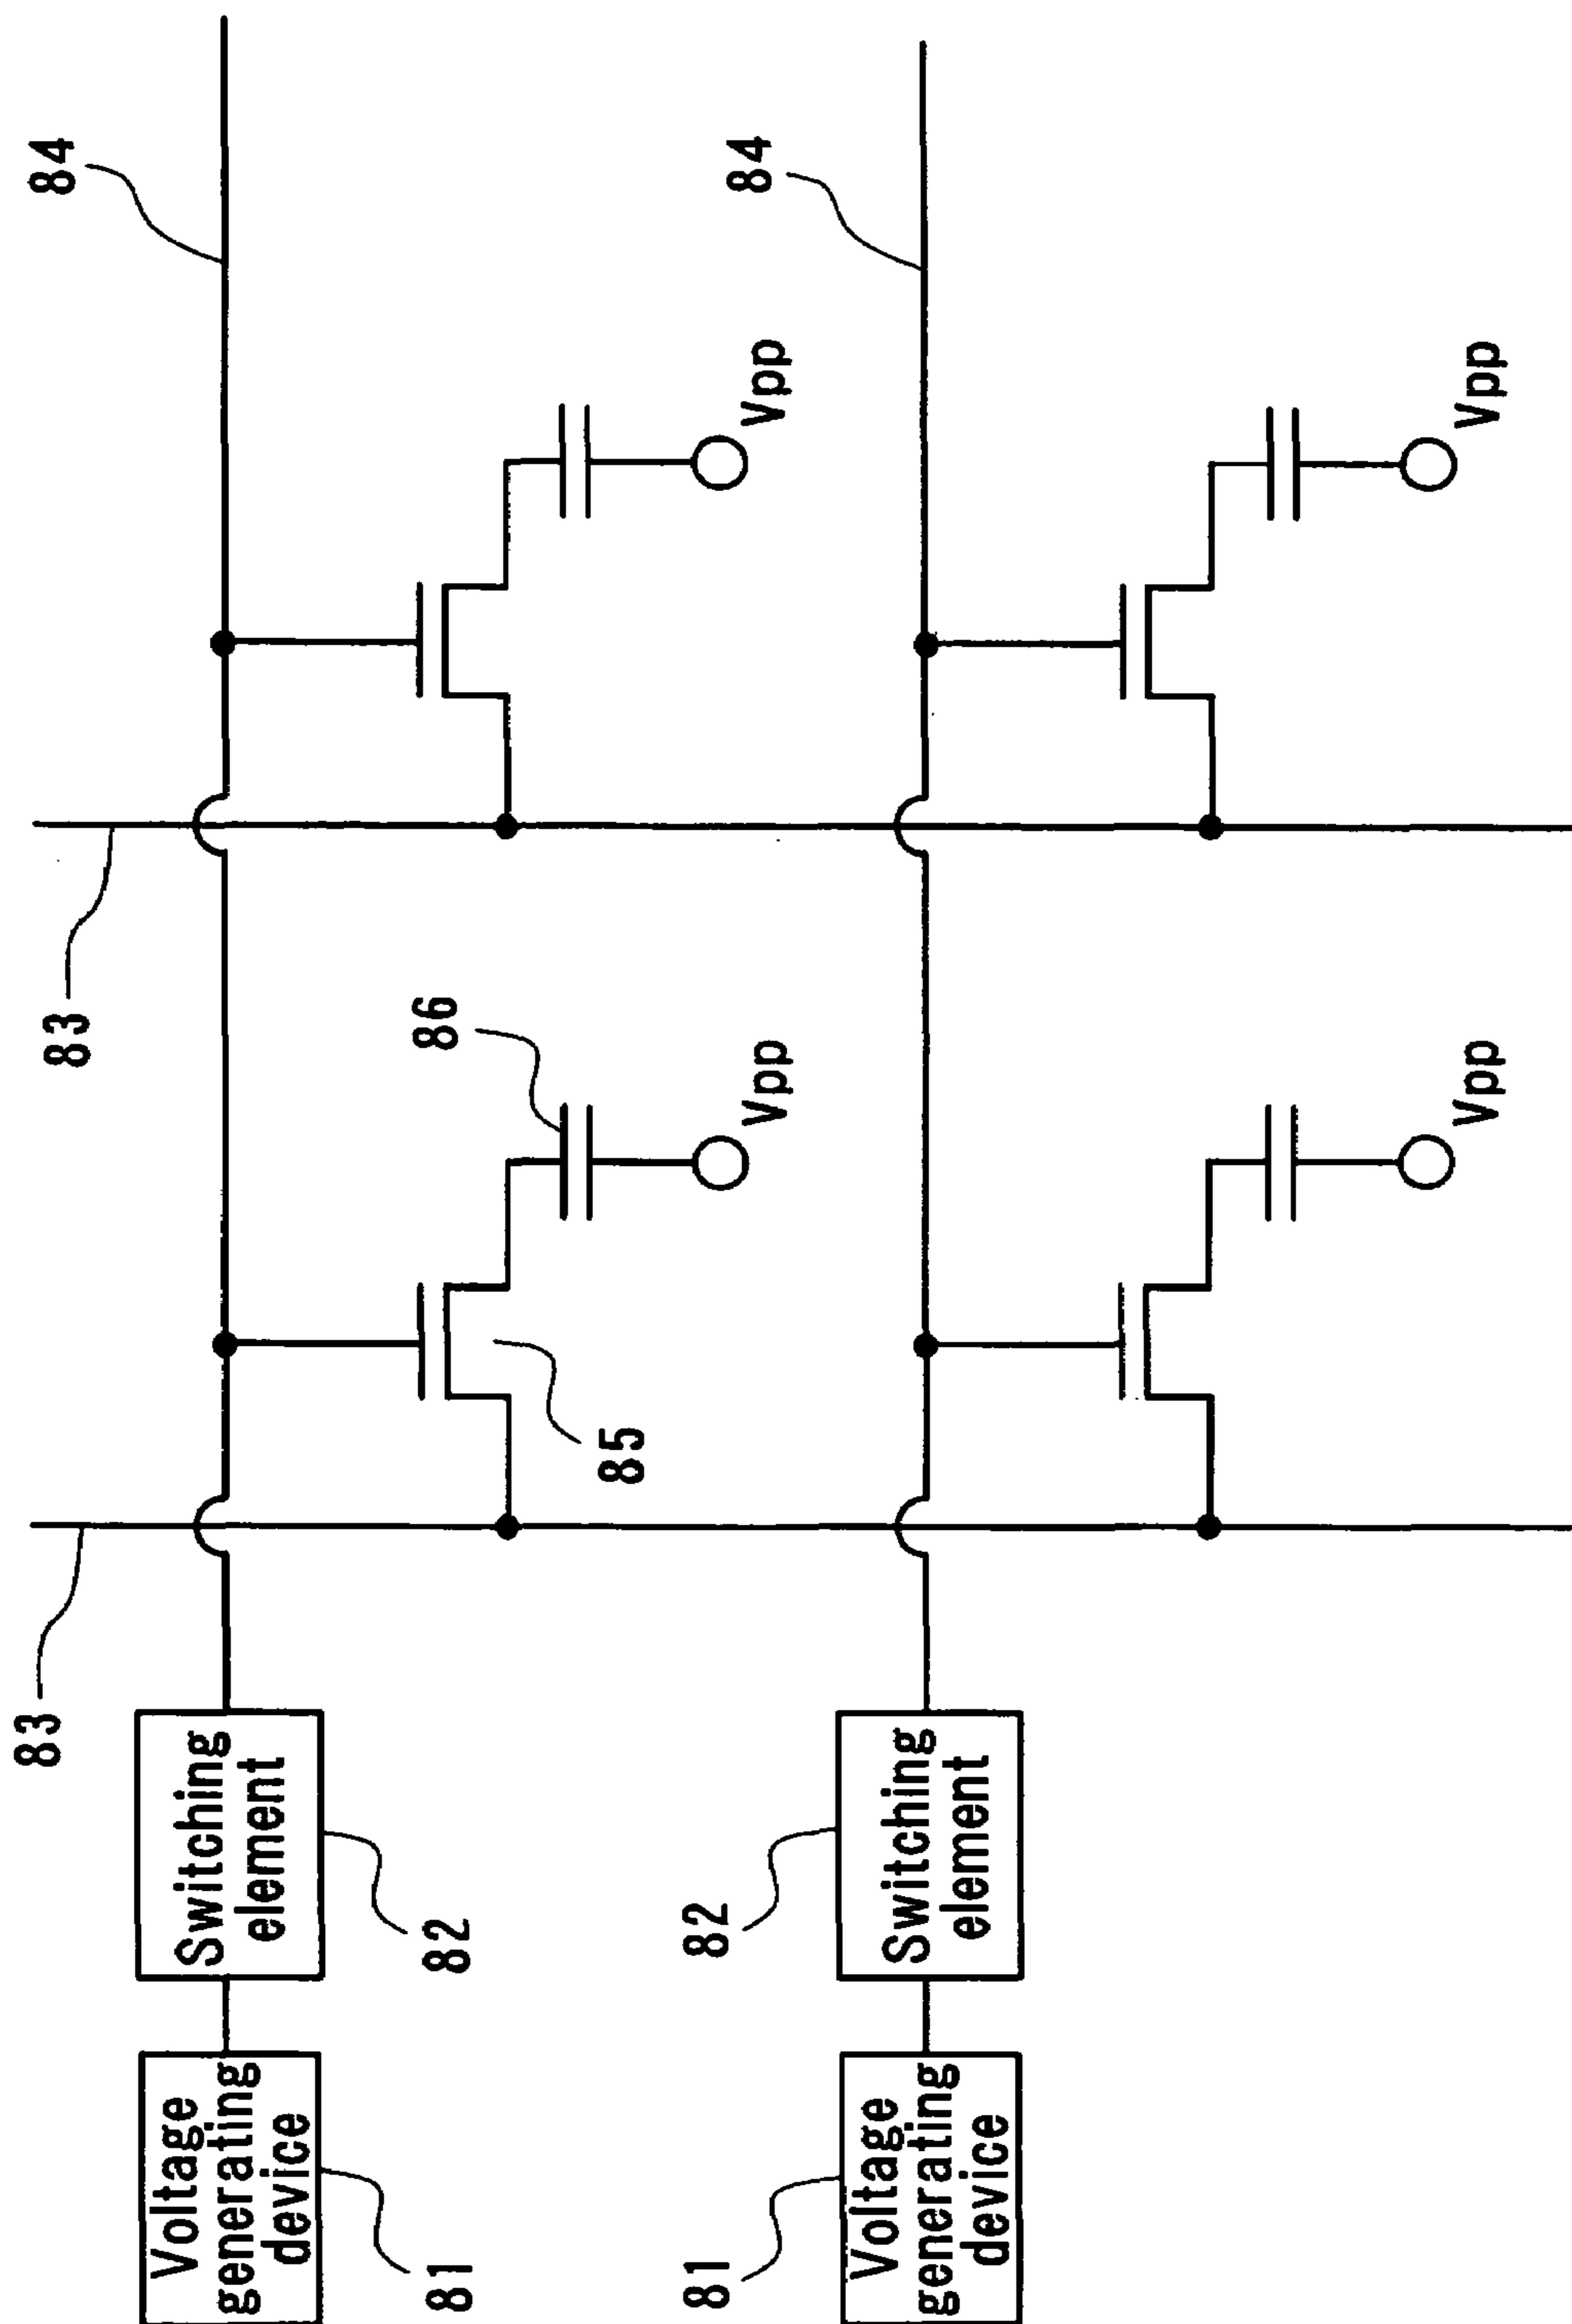 83
83
84
Voltage
generating
device
Switching
element
81
82
86
85
Vpp
Vpp
81
82
84
Voltage
generating
device
Switching
element
Vpp
Vpp